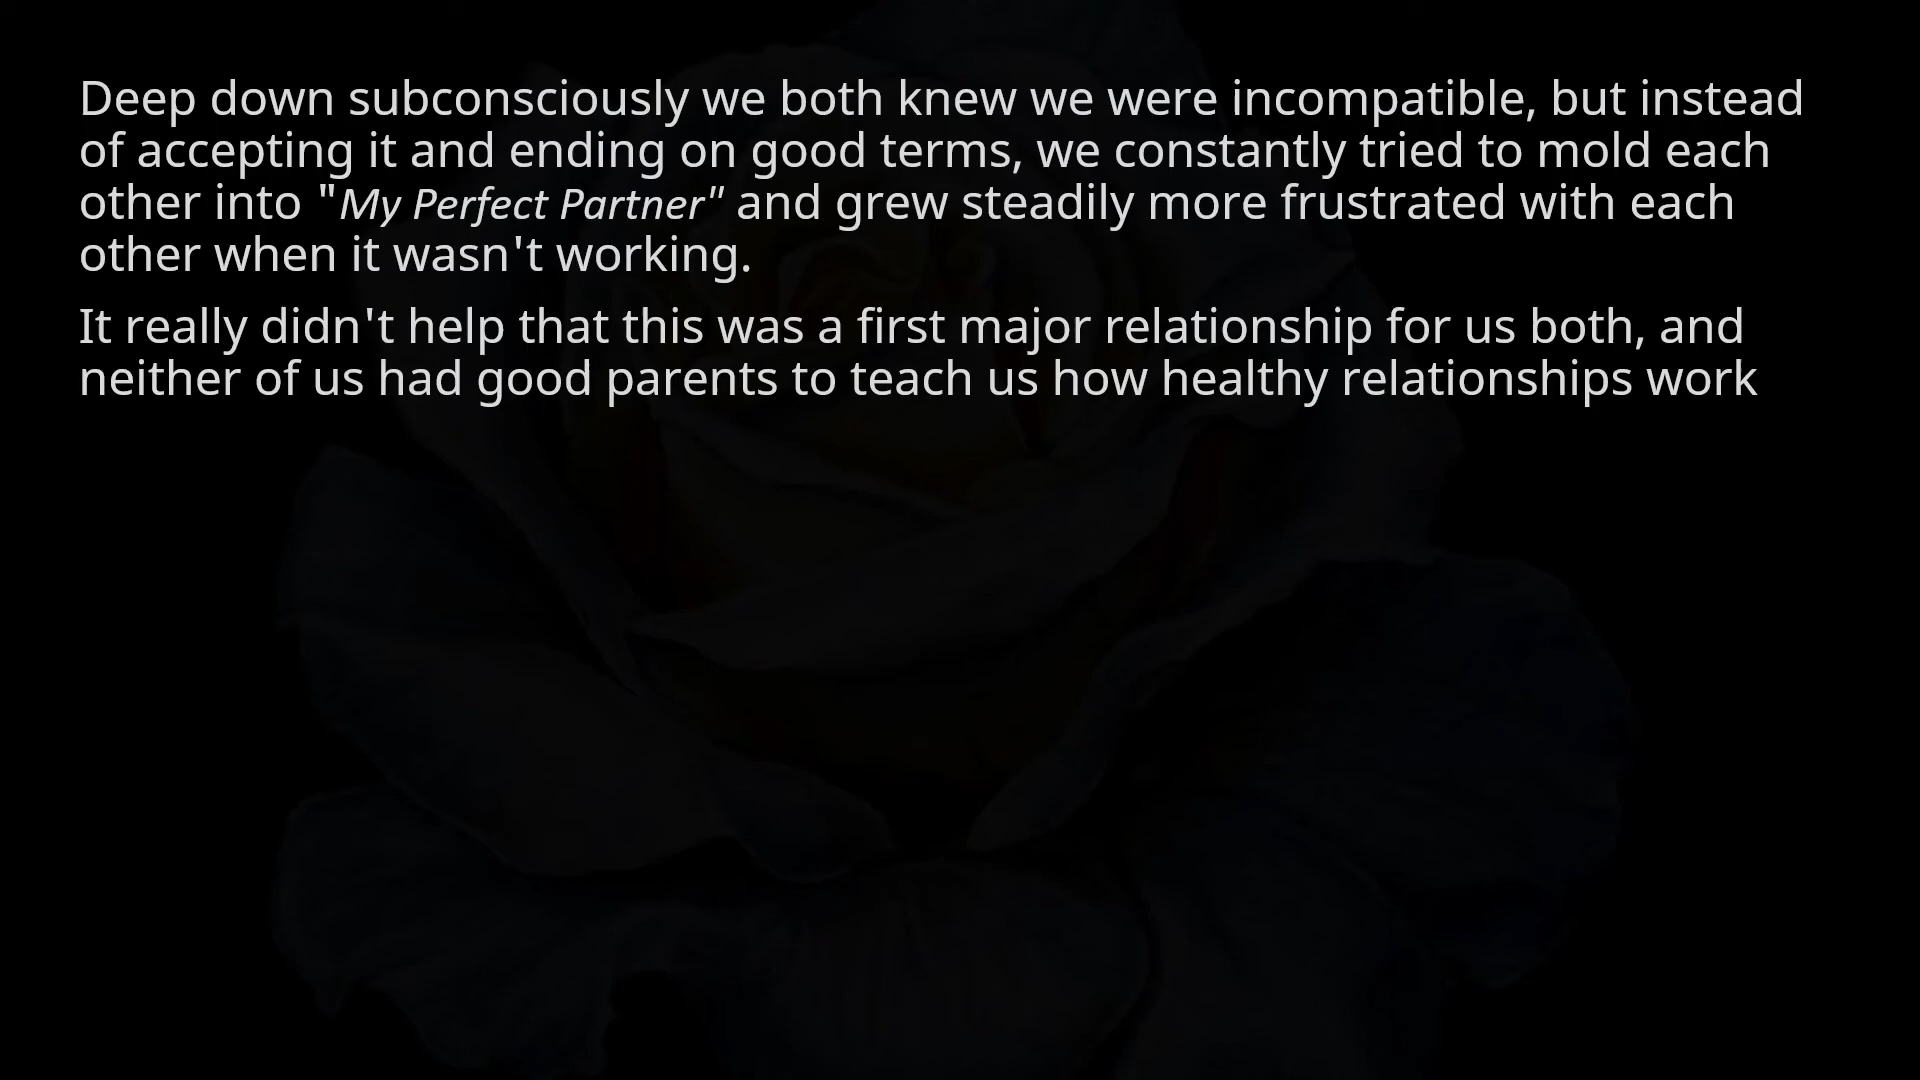 Deep down subconsciously we both knew we were incompatible, but instead
of accepting it and ending on good terms, we constantly tried to mold each
other into "My Perfect Partner" and grew steadily more frustrated with each
other when it wasn't working.
It really didn't help that this was a first major relationship for us both, and
neither of us had good parents to teach us how healthy relationships work